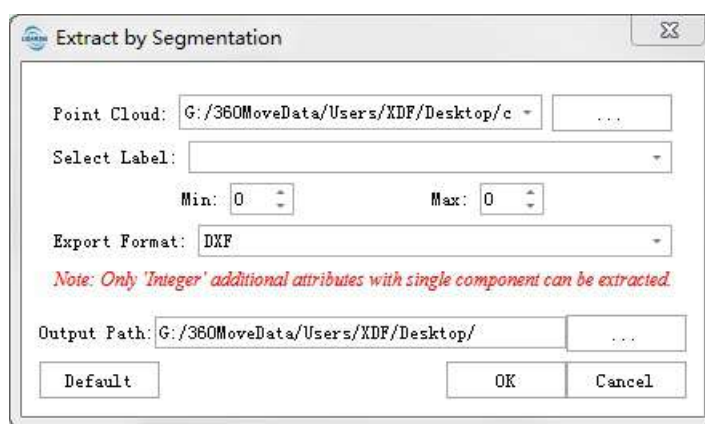 Extract by Segmentation
Point Cloud: G:/360MoveData/Users/XDF/Desktop/c ...
Select Label:
Min: 0 Max: 0
Export Format: DXF
Note: Only 'Integer' additional attributes with single component can be extracted.
Output Path: G:/360MoveData/Users/XDF/Desktop/ ...
Default OK Cancel